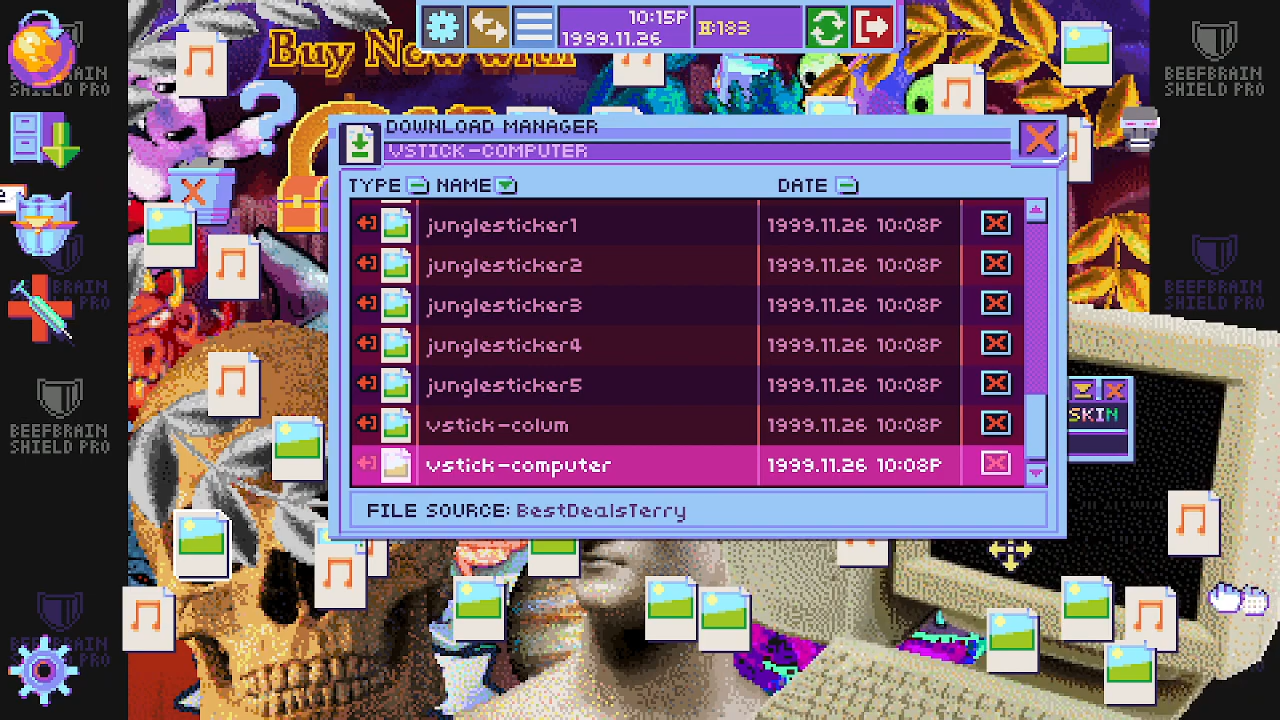 Buy Now with
10:15P
1999.11.26
183
BEEFBRAIN
SHIELD PRO
BEEFBRAIN
SHIELD PRO
DOWNLOAD MANAGER
VSTICK-COMPUTER
TYPE NAME DATE
junglesticker1 1999.11.26 10:08P
junglesticker2 1999.11.26 10:08P
junglesticker3 1999.11.26 10:08P
junglesticker4 1999.11.26 10:08P
junglesticker5 1999.11.26 10:08P
vstick-colum 1999.11.26 10:08P
vstick-computer 1999.11.26 10:08P
FILE SOURCE: BestDealsTerry
BRAIN
PRO
BEEFBRAIN
SHIELD PRO
SKIN
BEEFBRAIN
SHIELD PRO